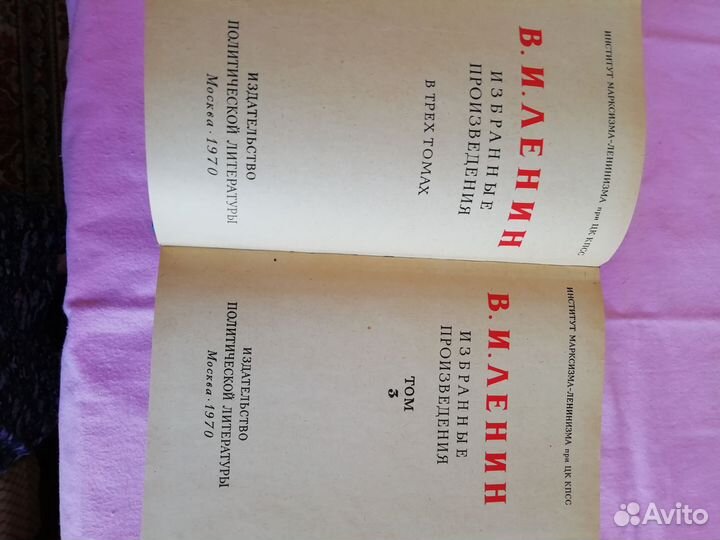 ИНСТИТУТ МАРКСИЗМА-ЛЕНИНИЗМА при ЦК КПСС
В. И. ЛЕНИН
ИЗБРАННЫЕ
ПРОИЗВЕДЕНИЯ
В ТРЕХ ТОМАХ
ИЗДАТЕЛЬСТВО
ПОЛИТИЧЕСКОЙ ЛИТЕРАТУРЫ
Москва · 1970
ИНСТИТУТ МАРКСИЗМА-ЛЕНИНИЗМА при ЦК КПСС
В. И. ЛЕНИН
ИЗБРАННЫЕ
ПРОИЗВЕДЕНИЯ
ТОМ
3
ИЗДАТЕЛЬСТВО
ПОЛИТИЧЕСКОЙ ЛИТЕРАТУРЫ
Москва · 1970
Avito